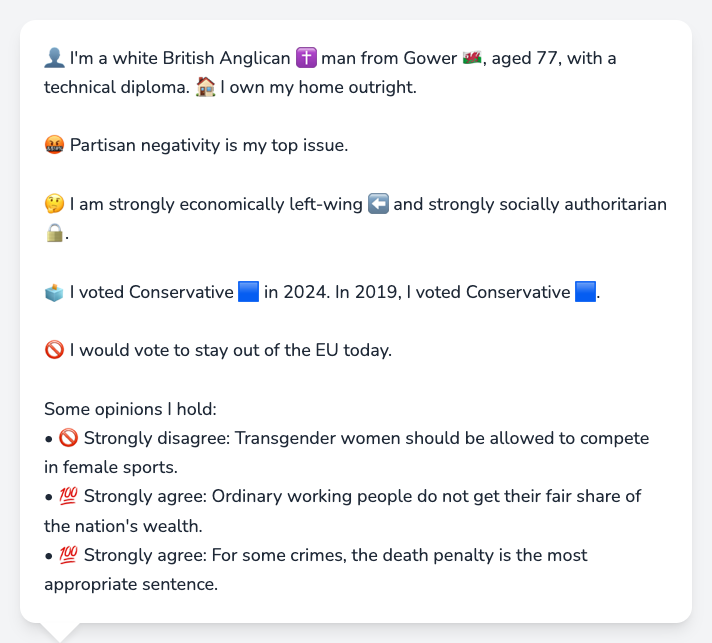 👤 I'm a white British Anglican ✝️ man from Gower 🏴󠁧󠁢󠁷󠁬󠁳󠁿, aged 77, with a
technical diploma. 🏠 I own my home outright.
🤬 Partisan negativity is my top issue.
🤔 I am strongly economically left-wing ⬅️ and strongly socially authoritarian
🔒.
🗳️ I voted Conservative 🟦 in 2024. In 2019, I voted Conservative 🟦.
🚫 I would vote to stay out of the EU today.
Some opinions I hold:
• 🚫 Strongly disagree: Transgender women should be allowed to compete
in female sports.
• 💯 Strongly agree: Ordinary working people do not get their fair share of
the nation's wealth.
• 💯 Strongly agree: For some crimes, the death penalty is the most
appropriate sentence.